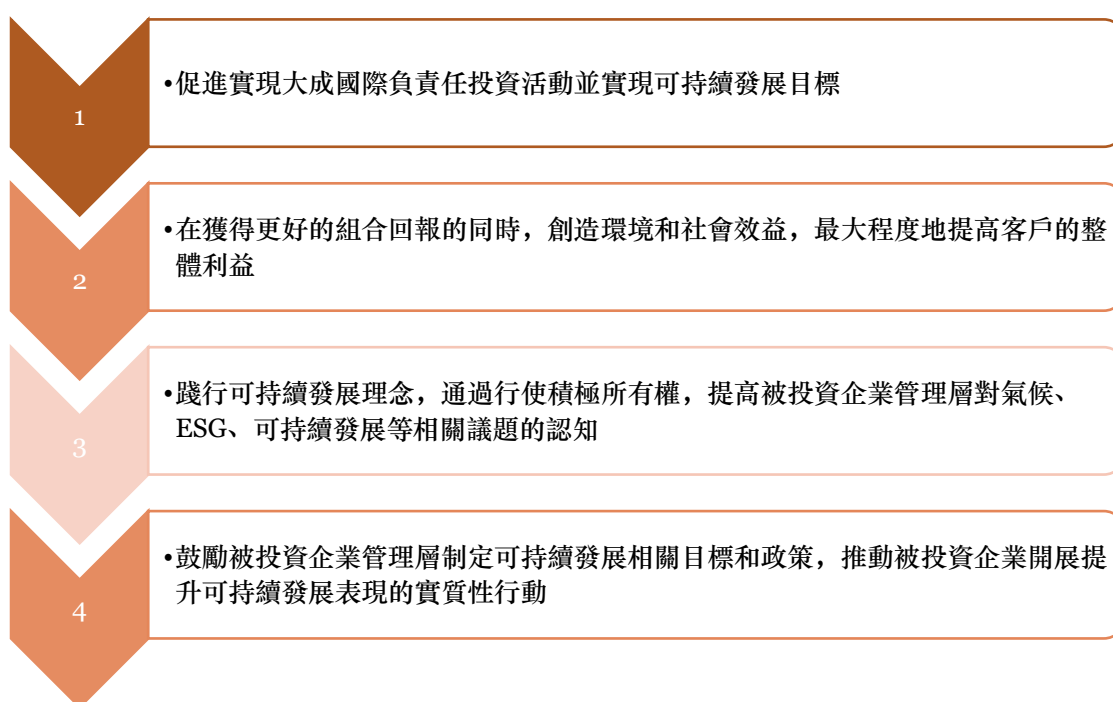 1
•促進實現大成國際負責任投資活動並實現可持續發展目標
2
•在獲得更好的組合回報的同時，創造環境和社會效益，最大程度地提高客戶的整
體利益
3
•踐行可持續發展理念，通過行使積極所有權，提高被投資企業管理層對氣候、
ESG、可持續發展等相關議題的認知
4
•鼓勵被投資企業管理層制定可持續發展相關目標和政策，推動被投資企業開展提
升可持續發展表現的實質性行動